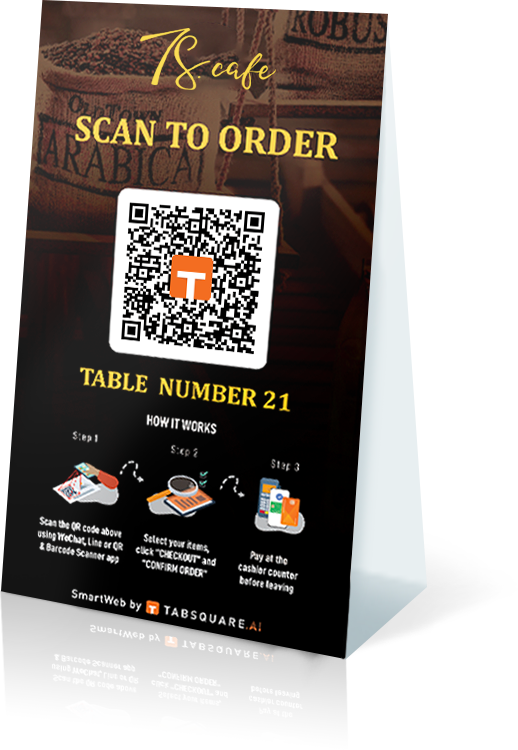 ROBUS
7S. cafe
OLD TOWN
ARABICA
SCAN TO ORDER
T
TABLE NUMBER 21
HOW IT WORKS
Step 1
Step 2
Step 3
Scan the QR code above
using WeChat, Line or QR
& Barcode Scanner app
Select your items,
click "CHECKOUT" and
"CONFIRM ORDER"
Pay at the
cashier counter
before leaving
SmartWeb by T TABSQUARE.AI